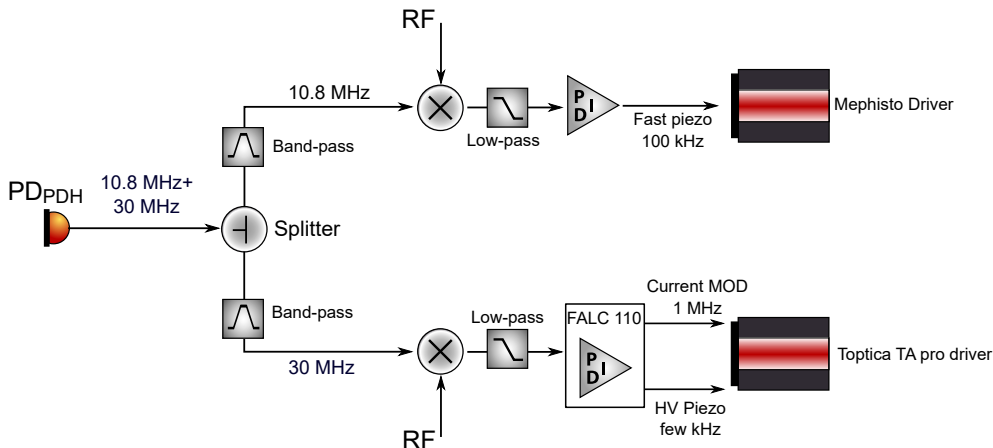 RF
10.8 MHz
Band-pass
Low-pass
P
I
D
Fast piezo
100 kHz
Mephisto Driver
PDPDH
10.8 MHz+
30 MHz
Splitter
Band-pass
30 MHz
RF
Low-pass
FALC 110
P
I
D
Current MOD
1 MHz
HV Piezo
few kHz
Toptica TA pro driver